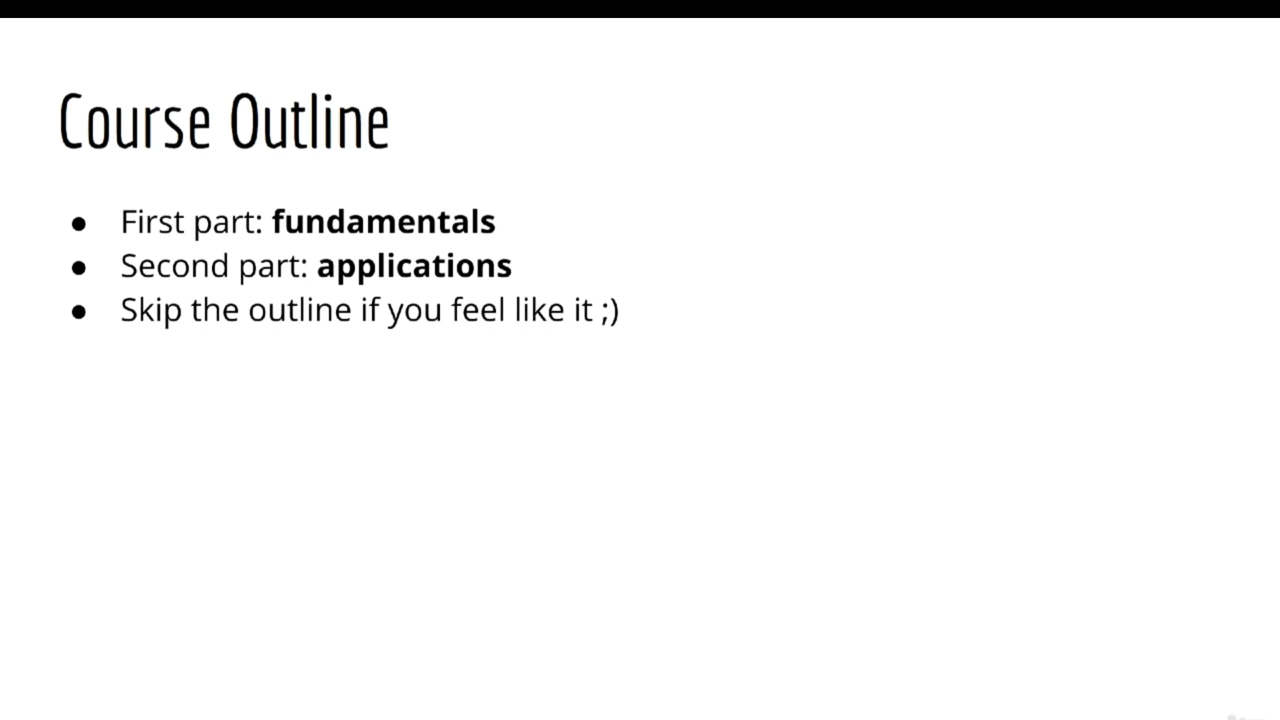 Course Outline
● First part: fundamentals
● Second part: applications
● Skip the outline if you feel like it ;)